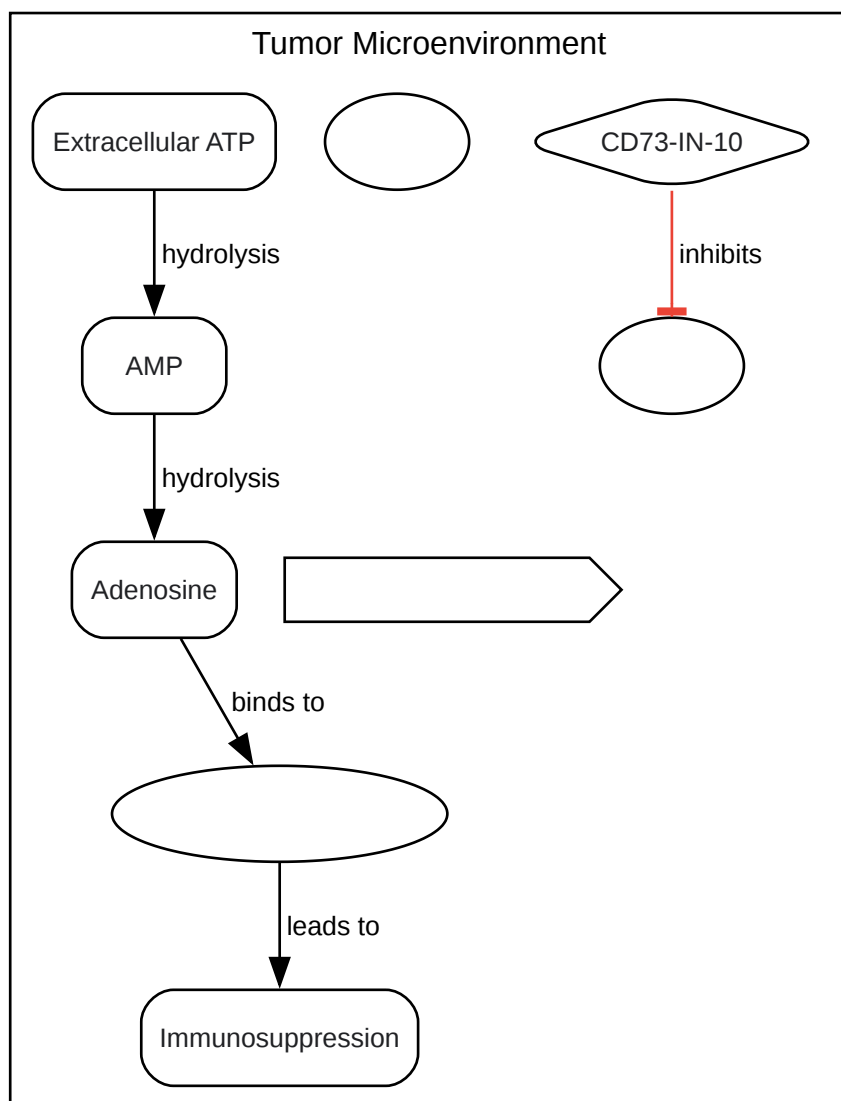 Tumor Microenvironment
Extracellular ATP
CD73-IN-10
hydrolysis
inhibits
AMP
hydrolysis
Adenosine
binds to
leads to
Immunosuppression